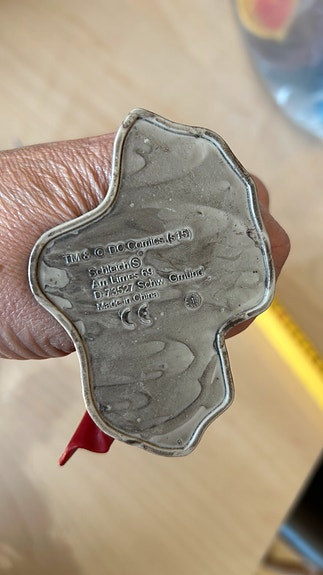 TM & © DC Comics (s15)
Schleich Ⓢ
Am Limes 69
D 73527 Schw. Gmünd
Made in China
CE